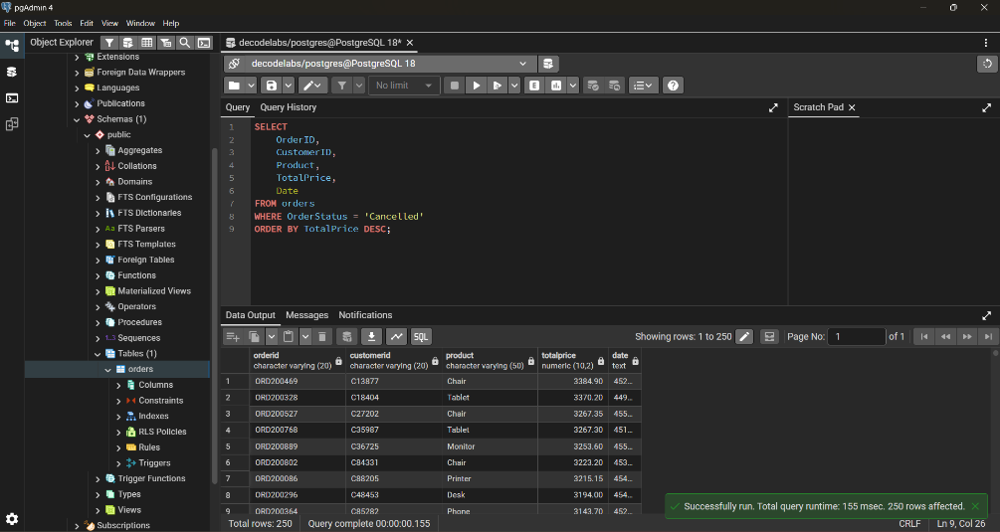 pgAdmin 4
File Object Tools Edit View Window Help
Object Explorer
decodelabs/postgres@PostgreSQL 18*
decodelabs/postgres@PostgreSQL 18
No limit
Query Query History
Scratch Pad
Extensions
Foreign Data Wrappers
Languages
Publications
Schemas (1)
public
Aggregates
Collations
Domains
FTS Configurations
FTS Dictionaries
FTS Parsers
FTS Templates
Foreign Tables
Functions
Materialized Views
Operators
Procedures
1..3 Sequences
Tables (1)
orders
Columns
Constraints
Indexes
RLS Policies
Rules
Triggers
Trigger Functions
Types
Views
Subscriptions
1 SELECT
2 OrderID,
3 CustomerID,
4 Product,
5 TotalPrice,
6 Date
7 FROM orders
8 WHERE OrderStatus = 'Cancelled'
9 ORDER BY TotalPrice DESC;
Data Output Messages Notifications
SQL
Showing rows: 1 to 250
Page No: 1 of 1
orderid customerid product totalprice date
character varying (20) character varying (20) character varying (50) numeric (10,2) text
1 ORD200469 C13877 Chair 3384.90 452...
2 ORD200328 C18404 Tablet 3370.20 449...
3 ORD200527 C27202 Chair 3267.35 455...
4 ORD200768 C35987 Tablet 3267.30 451...
5 ORD200889 C36725 Monitor 3253.60 455...
6 ORD200802 C84331 Chair 3223.20 453...
7 ORD200086 C88205 Printer 3215.15 454...
8 ORD200296 C48453 Desk 3194.00 454...
9 ORD200364 C85282 Phone 3143.70 452...
Successfully run. Total query runtime: 155 msec. 250 rows affected.
Total rows: 250 Query complete 00:00:00.155
CRLF Ln 9, Col 26